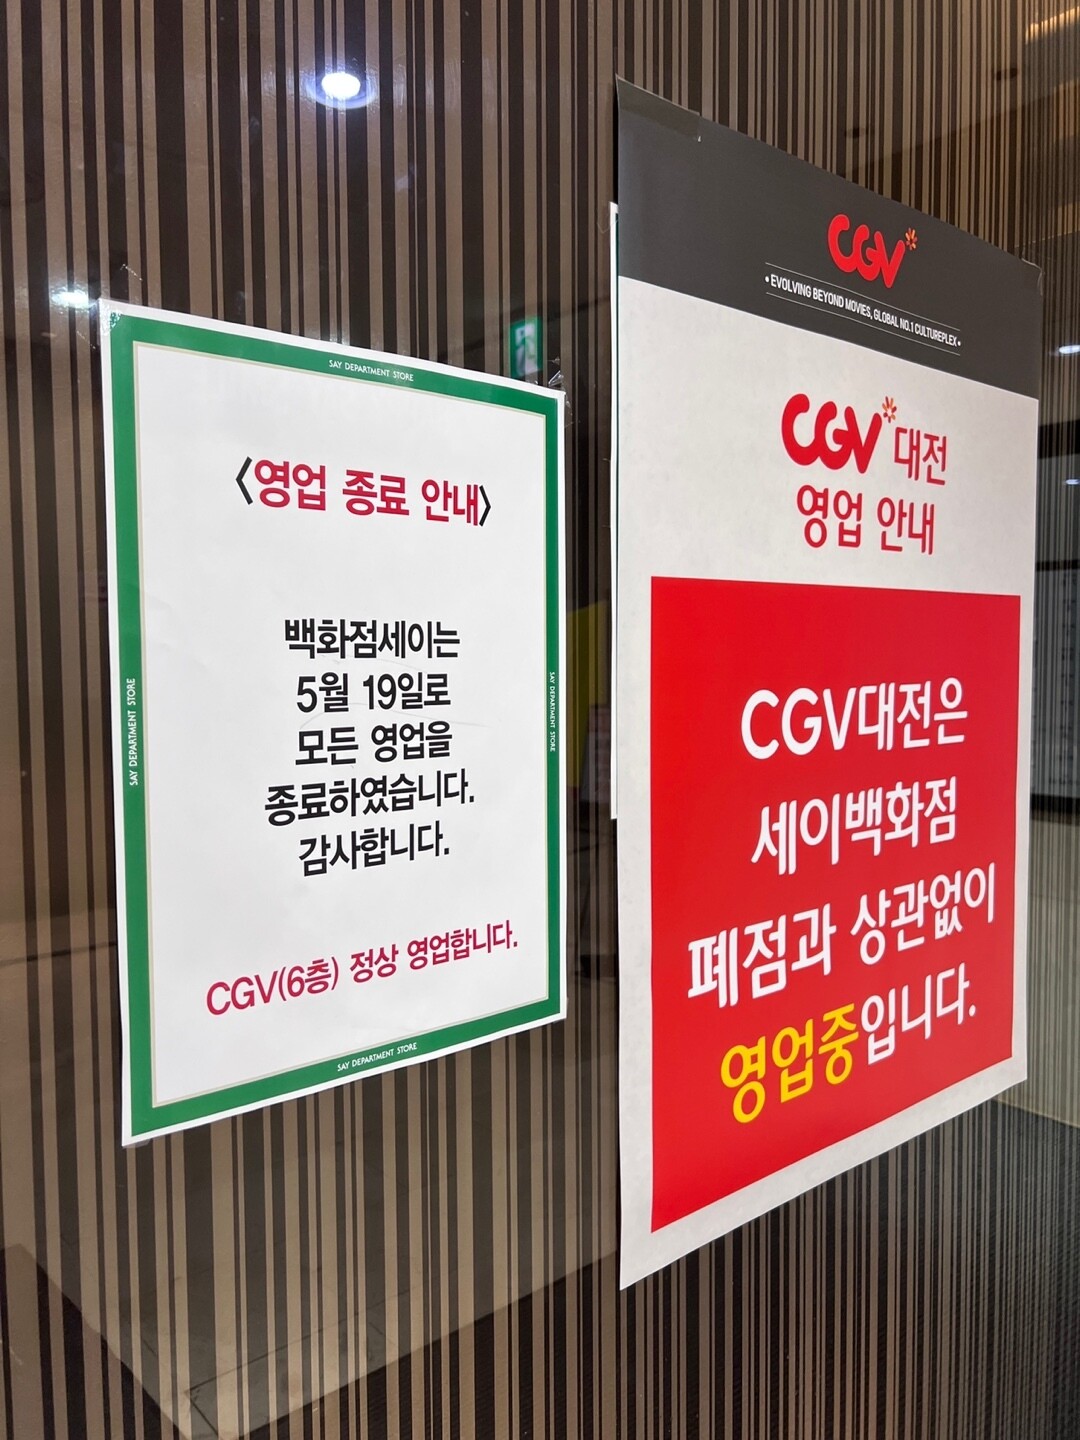 SAY DEPARTMENT STORE
<영업 종료 안내>
백화점세이는
5월 19일로
모든 영업을
종료하였습니다.
감사합니다.
CGV(6층) 정상 영업합니다.
SAY DEPARTMENT STORE
SAY DEPARTMENT STORE
SAY DEPARTMENT STORE
CGV
• EVOLVING BEYOND MOVIES, GLOBAL NO.1 CULTUREPLEX •
CGV 대전
영업 안내
CGV대전은
세이백화점
폐점과 상관없이
영업중입니다.